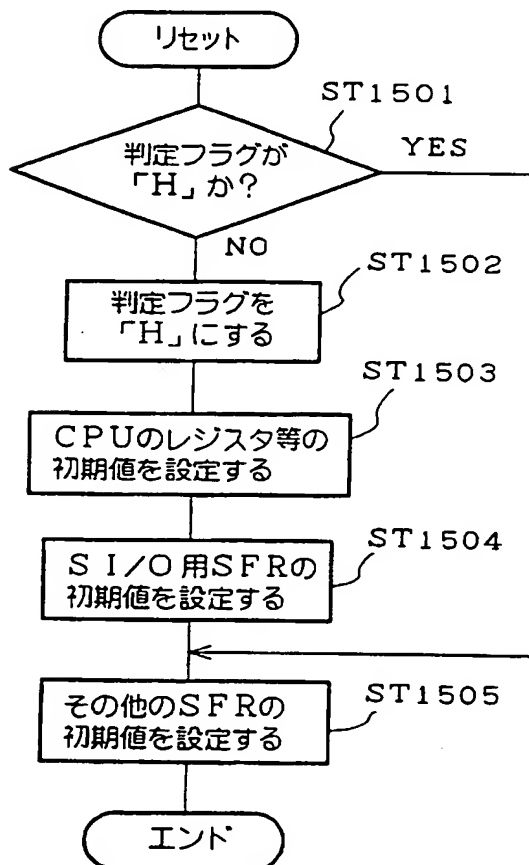 リセット
ST1501
判定フラグが
「H」か?
YES
NO
ST1502
判定フラグを
「H」にする
ST1503
CPUのレジスタ等の
初期値を設定する
ST1504
SI/O用SFRの
初期値を設定する
ST1505
その他のSFRの
初期値を設定する
エンド